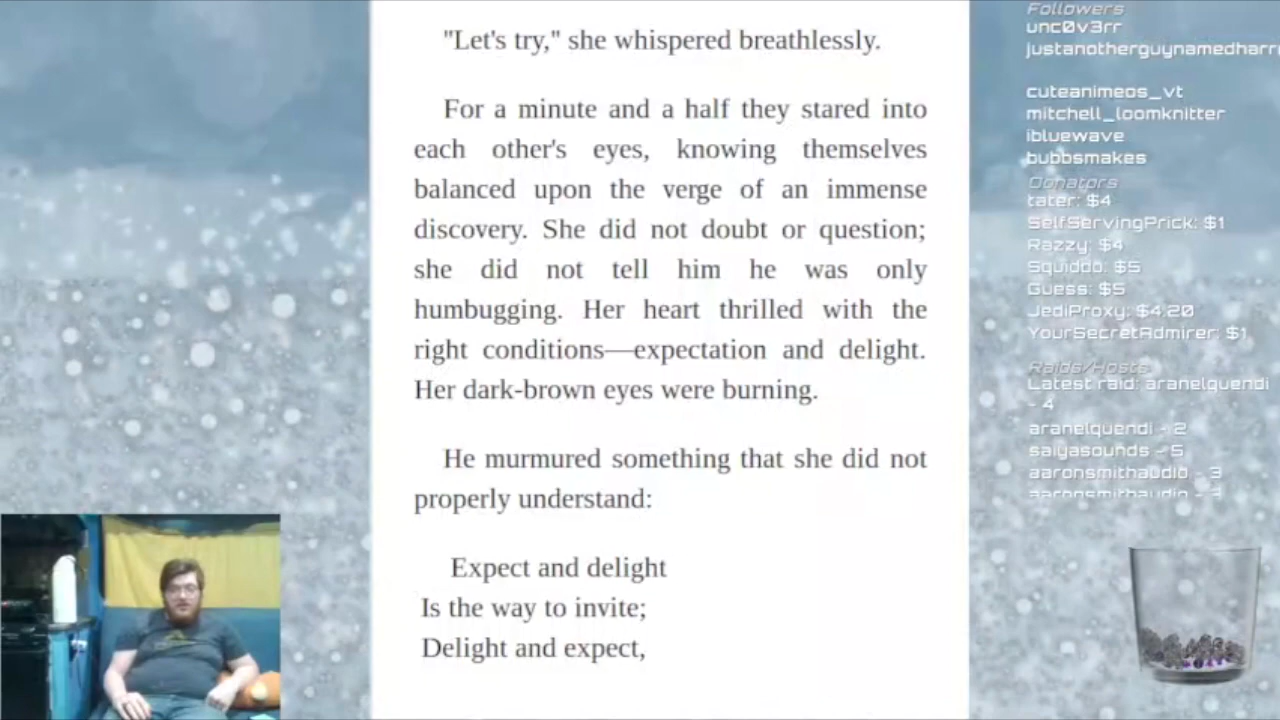 "Let's try," she whispered breathlessly.
For a minute and a half they stared into
each other's eyes, knowing themselves
balanced upon the verge of an immense
discovery. She did not doubt or question;
she did not tell him he was only
humbugging. Her heart thrilled with the
right conditions—expectation and delight.
Her dark-brown eyes were burning.
He murmured something that she did not
properly understand:
Expect and delight
Is the way to invite;
Delight and expect,
Followers
unc0v3rr
justanotherguynamedharr
cuteanimeos_vt
mitchell_loomknitter
ibluewave
bubbsmakes
Donators
tater: $4
SelfServingPrick: $1
Razzy: $4
Squiddo: $5
Guess: $5
JediProxy: $4.20
YourSecretAdmirer: $1
Raids/Hosts
Latest raid: aranelquendi
- 4
aranelquendi - 2
saiyasounds - 5
aaronsmithaudio - 3